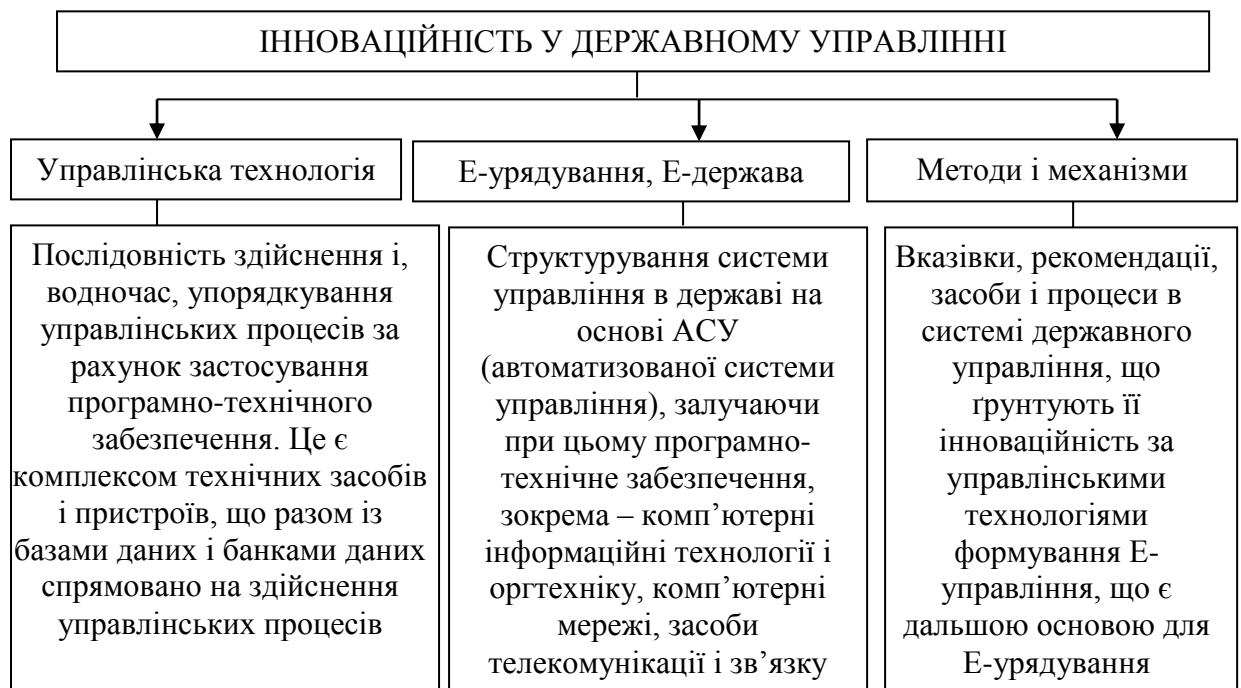 ІННОВАЦІЙНІСТЬ У ДЕРЖАВНОМУ УПРАВЛІННІ
Управлінська технологія
Е-урядування, Е-держава
Методи і механізми
Послідовність здійснення і,
водночас, упорядкування
управлінських процесів за
рахунок застосування
програмно-технічного
забезпечення. Це є
комплексом технічних засобів
і пристроїв, що разом із
базами даних і банками даних
спрямовано на здійснення
управлінських процесів
Структурування системи
управління в державі на
основі АСУ
(автоматизованої системи
управління), залучаючи
при цьому програмно-
технічне забезпечення,
зокрема – комп’ютерні
інформаційні технології і
оргтехніку, комп’ютерні
мережі, засоби
телекомунікації і зв’язку
Вказівки, рекомендації,
засоби і процеси в
системі державного
управління, що
ґрунтують її
інноваційність за
управлінськими
технологіями
формування Е-
управління, що є
дальшою основою для
Е-урядування